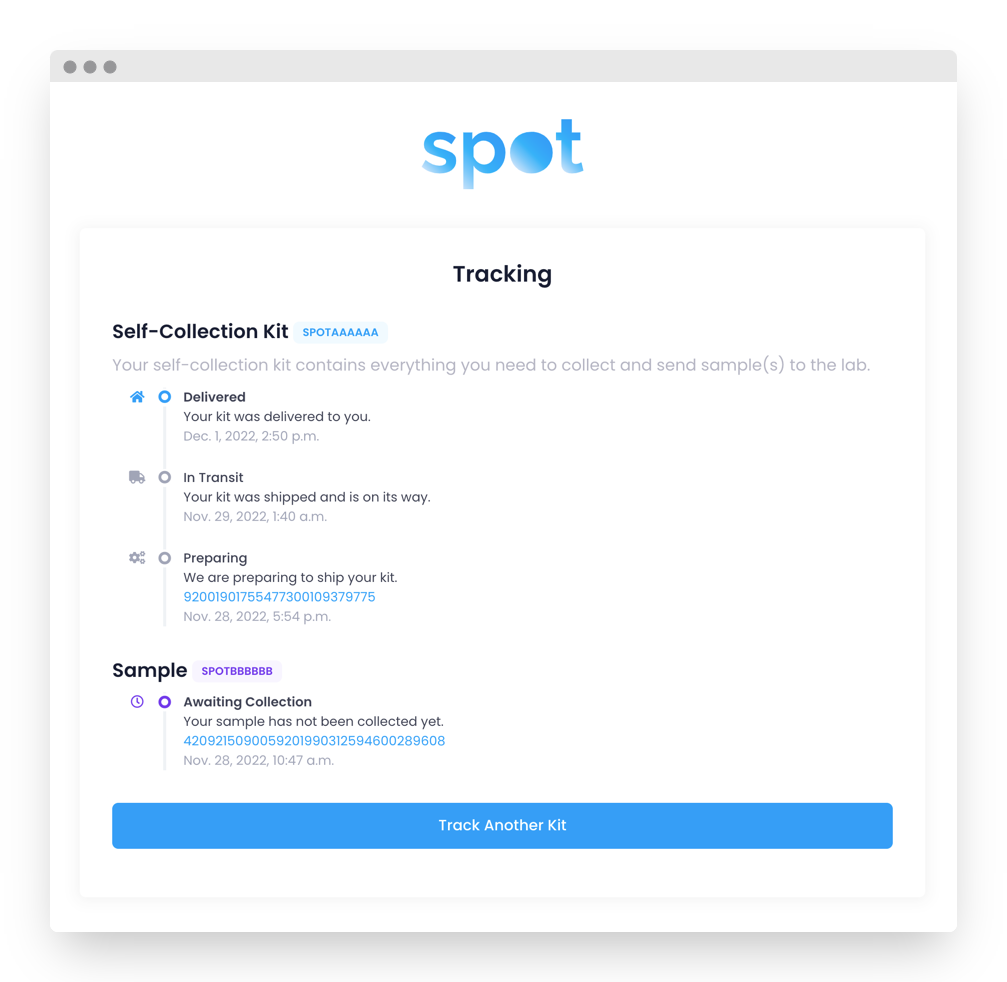 spot
Tracking
Self-Collection Kit SPOTAAAAAA
Your self-collection kit contains everything you need to collect and send sample(s) to the lab.
Delivered
Your kit was delivered to you.
Dec. 1, 2022, 2:50 p.m.
In Transit
Your kit was shipped and is on its way.
Nov. 29, 2022, 1:40 a.m.
Preparing
We are preparing to ship your kit.
92001901755477300109379775
Nov. 28, 2022, 5:54 p.m.
Sample SPOTBBBBBB
Awaiting Collection
Your sample has not been collected yet.
420921509005920199031259460028​9608
Nov. 28, 2022, 10:47 a.m.
Track Another Kit